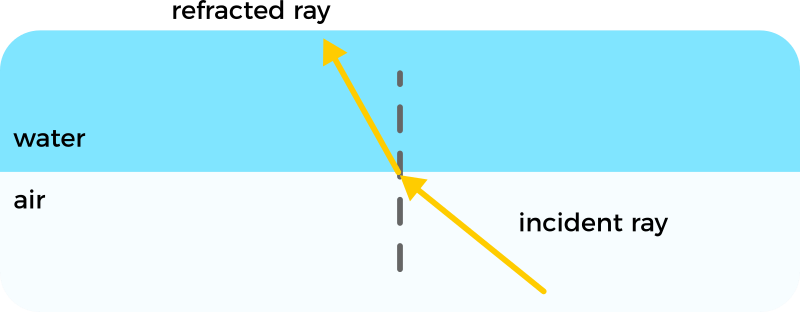 refracted ray
water
air
incident ray